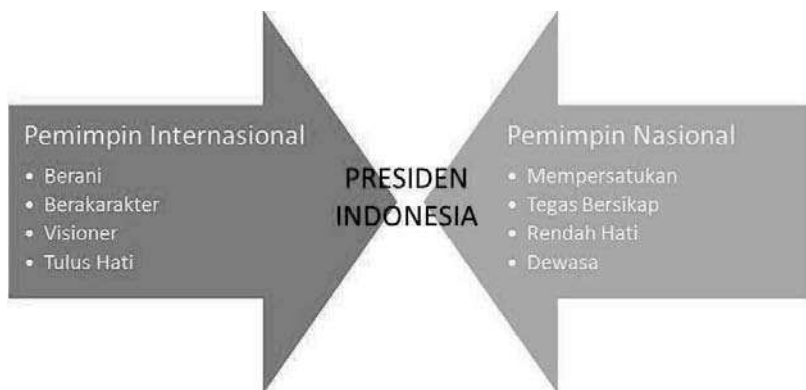 Pemimpin Internasional
• Berani
• Berakarakter
• Visioner
• Tulus Hati
PRESIDEN
INDONESIA
Pemimpin Nasional
• Mempersatukan
• Tegas Bersikap
• Rendah Hati
• Dewasa